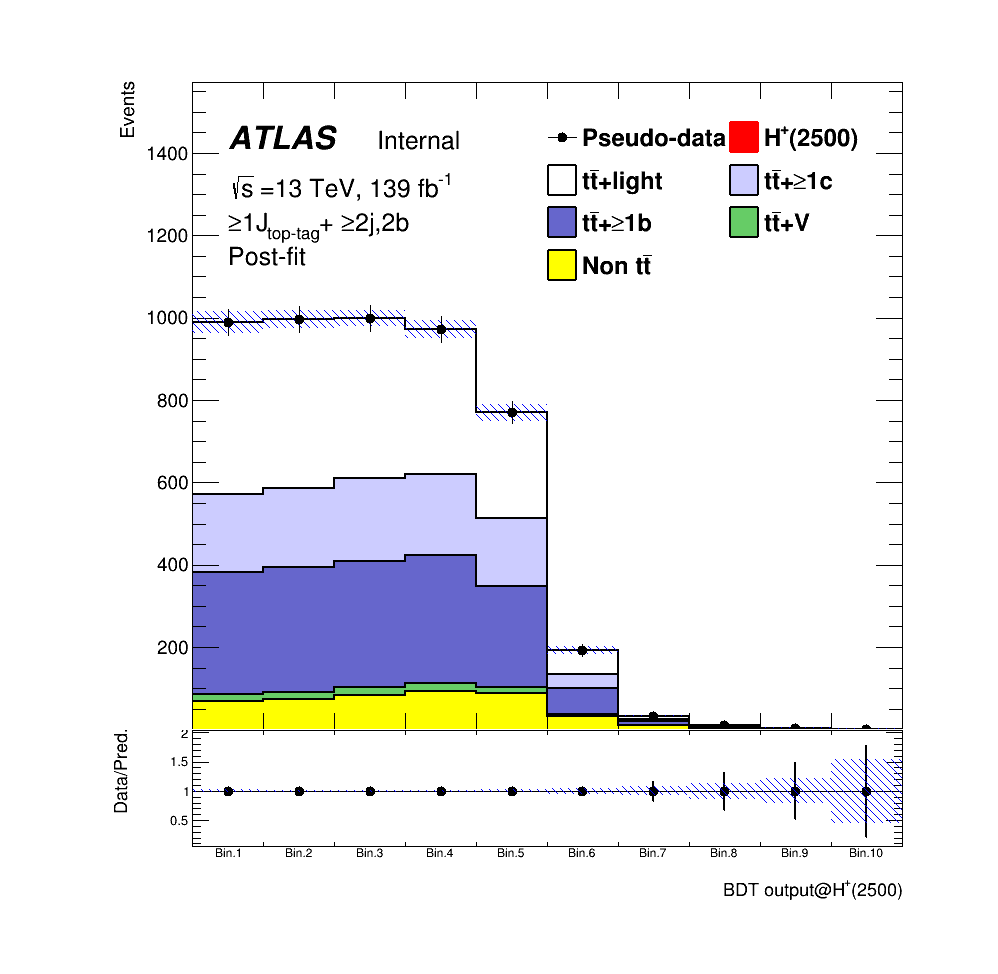 Events
ATLAS Internal
√s =13 TeV, 139 fb⁻¹
≥1J_top-tag+ ≥2j,2b
Post-fit
Pseudo-data
H⁺(2500)
tt̄+light
tt̄+≥1c
tt̄+≥1b
tt̄+V
Non tt̄
1400
1200
1000
800
600
400
200
Data/Pred.
2
1.5
1
0.5
Bin.1 Bin.2 Bin.3 Bin.4 Bin.5 Bin.6 Bin.7 Bin.8 Bin.9 Bin.10
BDT output@H⁺(2500)